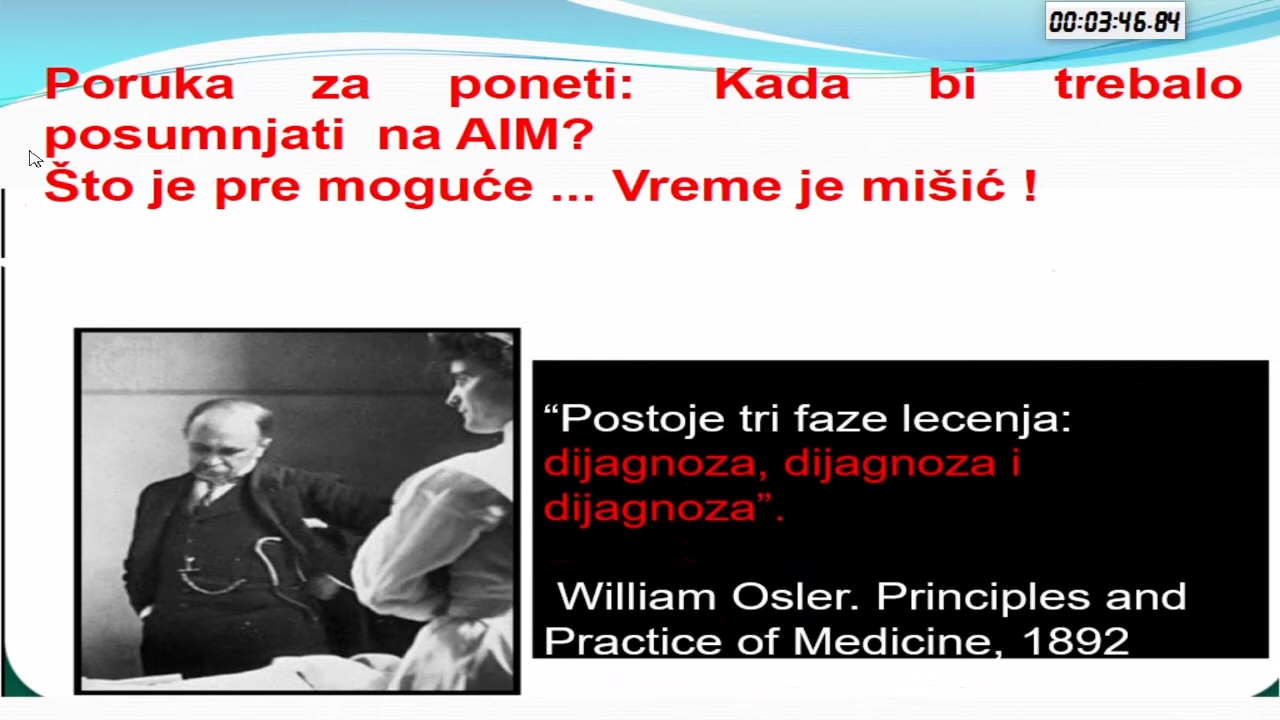 00:03:46.84
Poruka za poneti: Kada bi trebalo
posumnjati na AIM?
Što je pre moguće ... Vreme je mišić !
“Postoje tri faze lecenja:
dijagnoza, dijagnoza i
dijagnoza”.
William Osler. Principles and
Practice of Medicine, 1892